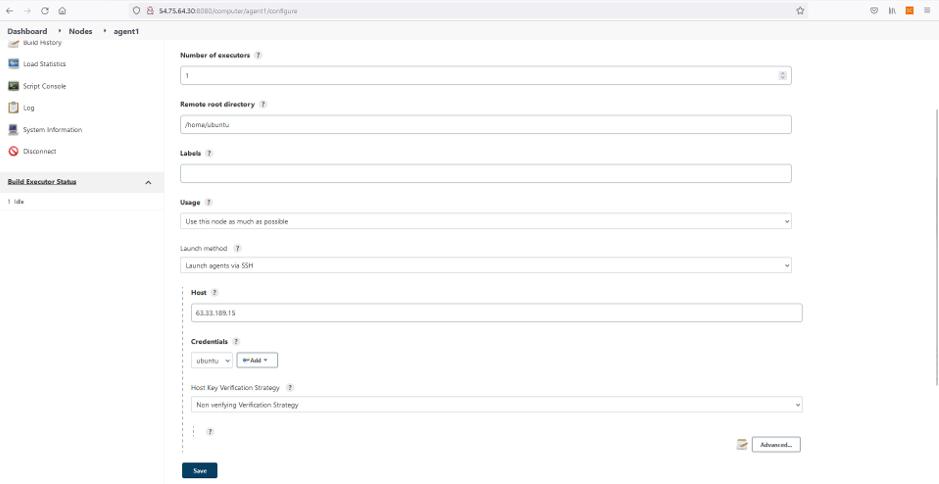 54.75.64.30:8080/computer/agent1/configure
Dashboard
Nodes
agent1
Build History
Load Statistics
Script Console
Log
System Information
Disconnect
Build Executor Status
1 Idle
Number of executors ?
1
Remote root directory ?
/home/ubuntu
Labels ?
Usage ?
Use this node as much as possible
Launch method ?
Launch agents via SSH
Host ?
63.33.189.15
Credentials ?
ubuntu
Add
Host Key Verification Strategy ?
Non verifying Verification Strategy
?
Advanced...
Save